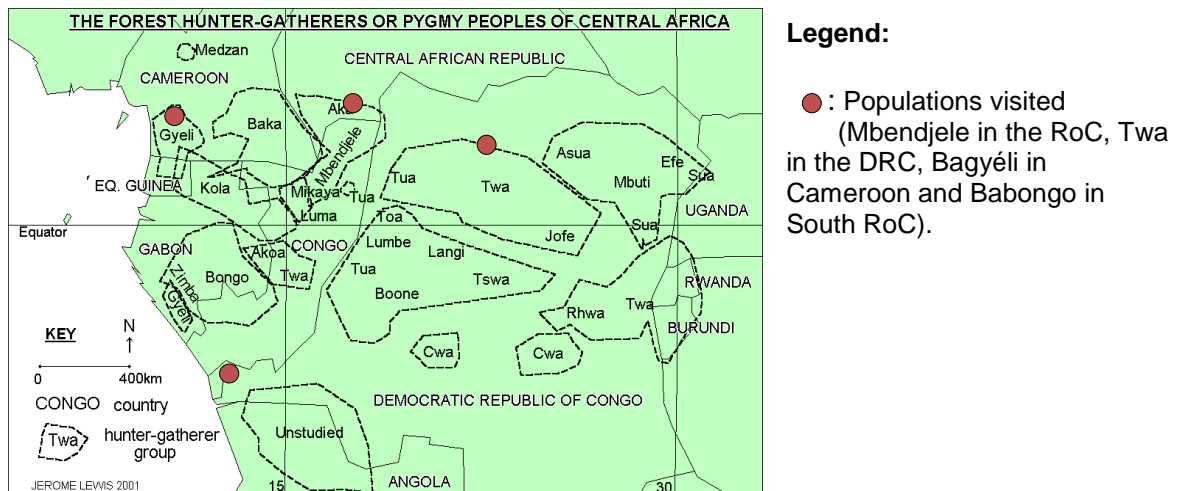 THE FOREST HUNTER-GATHERERS OR PYGMY PEOPLES OF CENTRAL AFRICA
Medzan
CENTRAL AFRICAN REPUBLIC
CAMEROON
Aka
Gyeli
Baka
Mbendjele
Asua
Efe
Sua
Tua
Twa
Mbuti
EQ. GUINEA
Kola
Mikaya
Tua
Luma
Toa
UGANDA
Sua
Equator
Jofe
GABON
Akoa
CONGO
Lumbe
Langi
Zimba
Bongo
Twa
Tua
Tswa
RWANDA
Gyeli
Boone
Rhwa
Twa
BURUNDI
KEY
N
0 400km
Cwa
Cwa
CONGO country
DEMOCRATIC REPUBLIC OF CONGO
Twa hunter-gatherer
group
Unstudied
ANGOLA
JEROME LEWIS 2001
15
30
Legend:
: Populations visited
(Mbendjele in the RoC, Twa
in the DRC, Bagyéli in
Cameroon and Babongo in
South RoC).